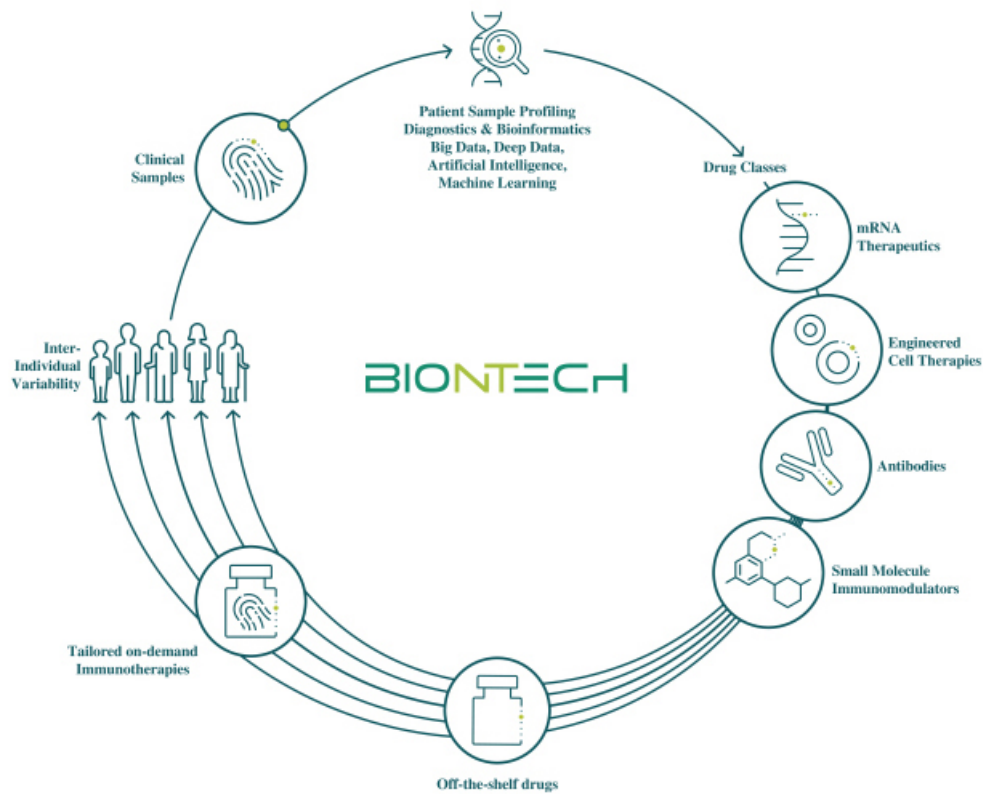 Patient Sample Profiling
Diagnostics & Bioinformatics
Big Data, Deep Data,
Artificial Intelligence,
Machine Learning
Clinical
Samples
Drug Classes
mRNA
Therapeutics
Engineered
Cell Therapies
Inter-
Individual
Variability
BIONTECH
Antibodies
Small Molecule
Immunomodulators
Tailored on-demand
Immunotherapies
Off-the-shelf drugs